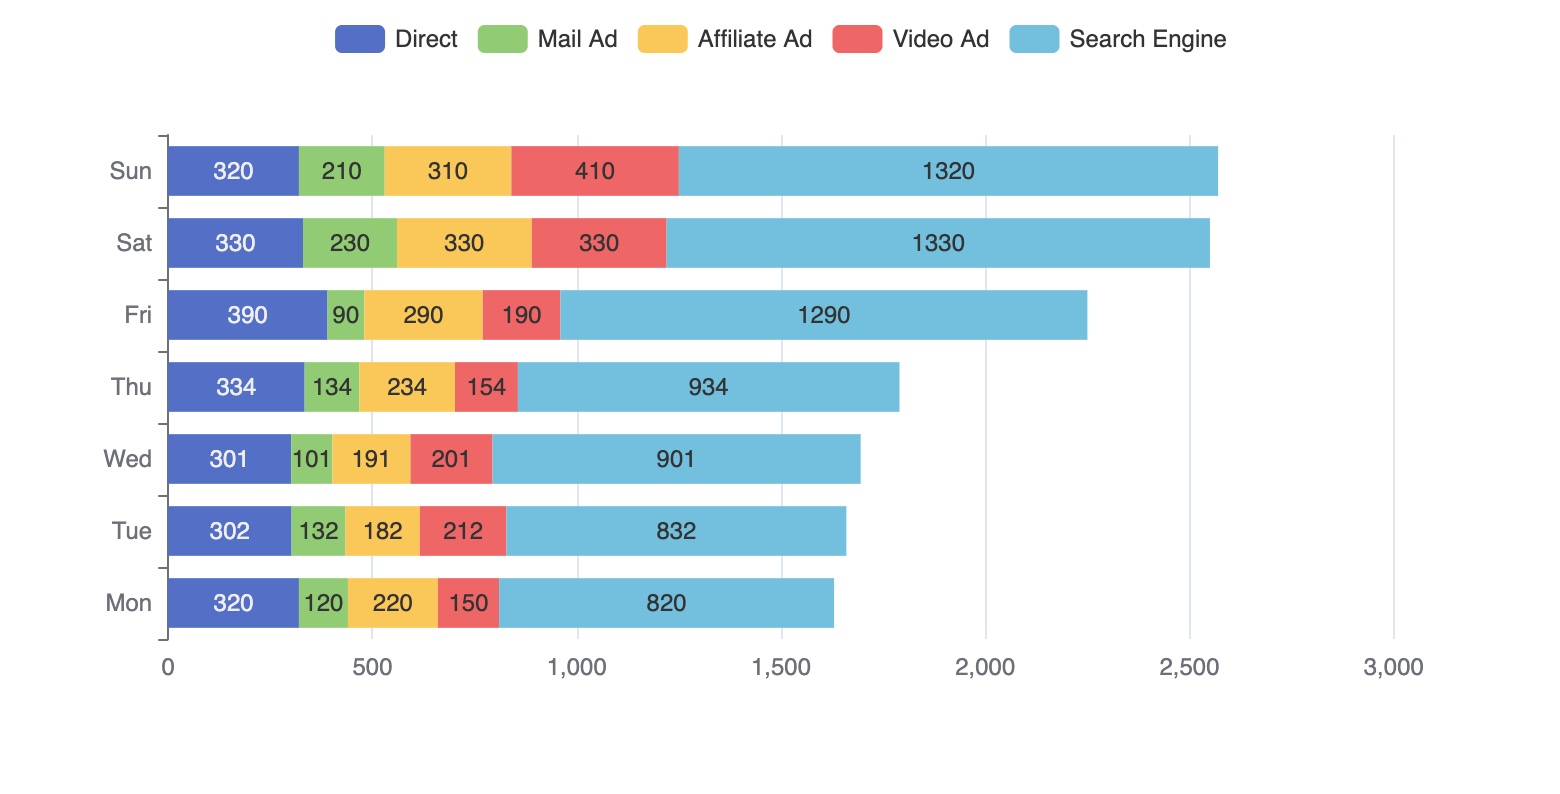 Direct Mail Ad Affiliate Ad Video Ad Search Engine
Sun 320 210 310 410 1320
Sat 330 230 330 330 1330
Fri 390 90 290 190 1290
Thu 334 134 234 154 934
Wed 301 101 191 201 901
Tue 302 132 182 212 832
Mon 320 120 220 150 820
0 500 1,000 1,500 2,000 2,500 3,000